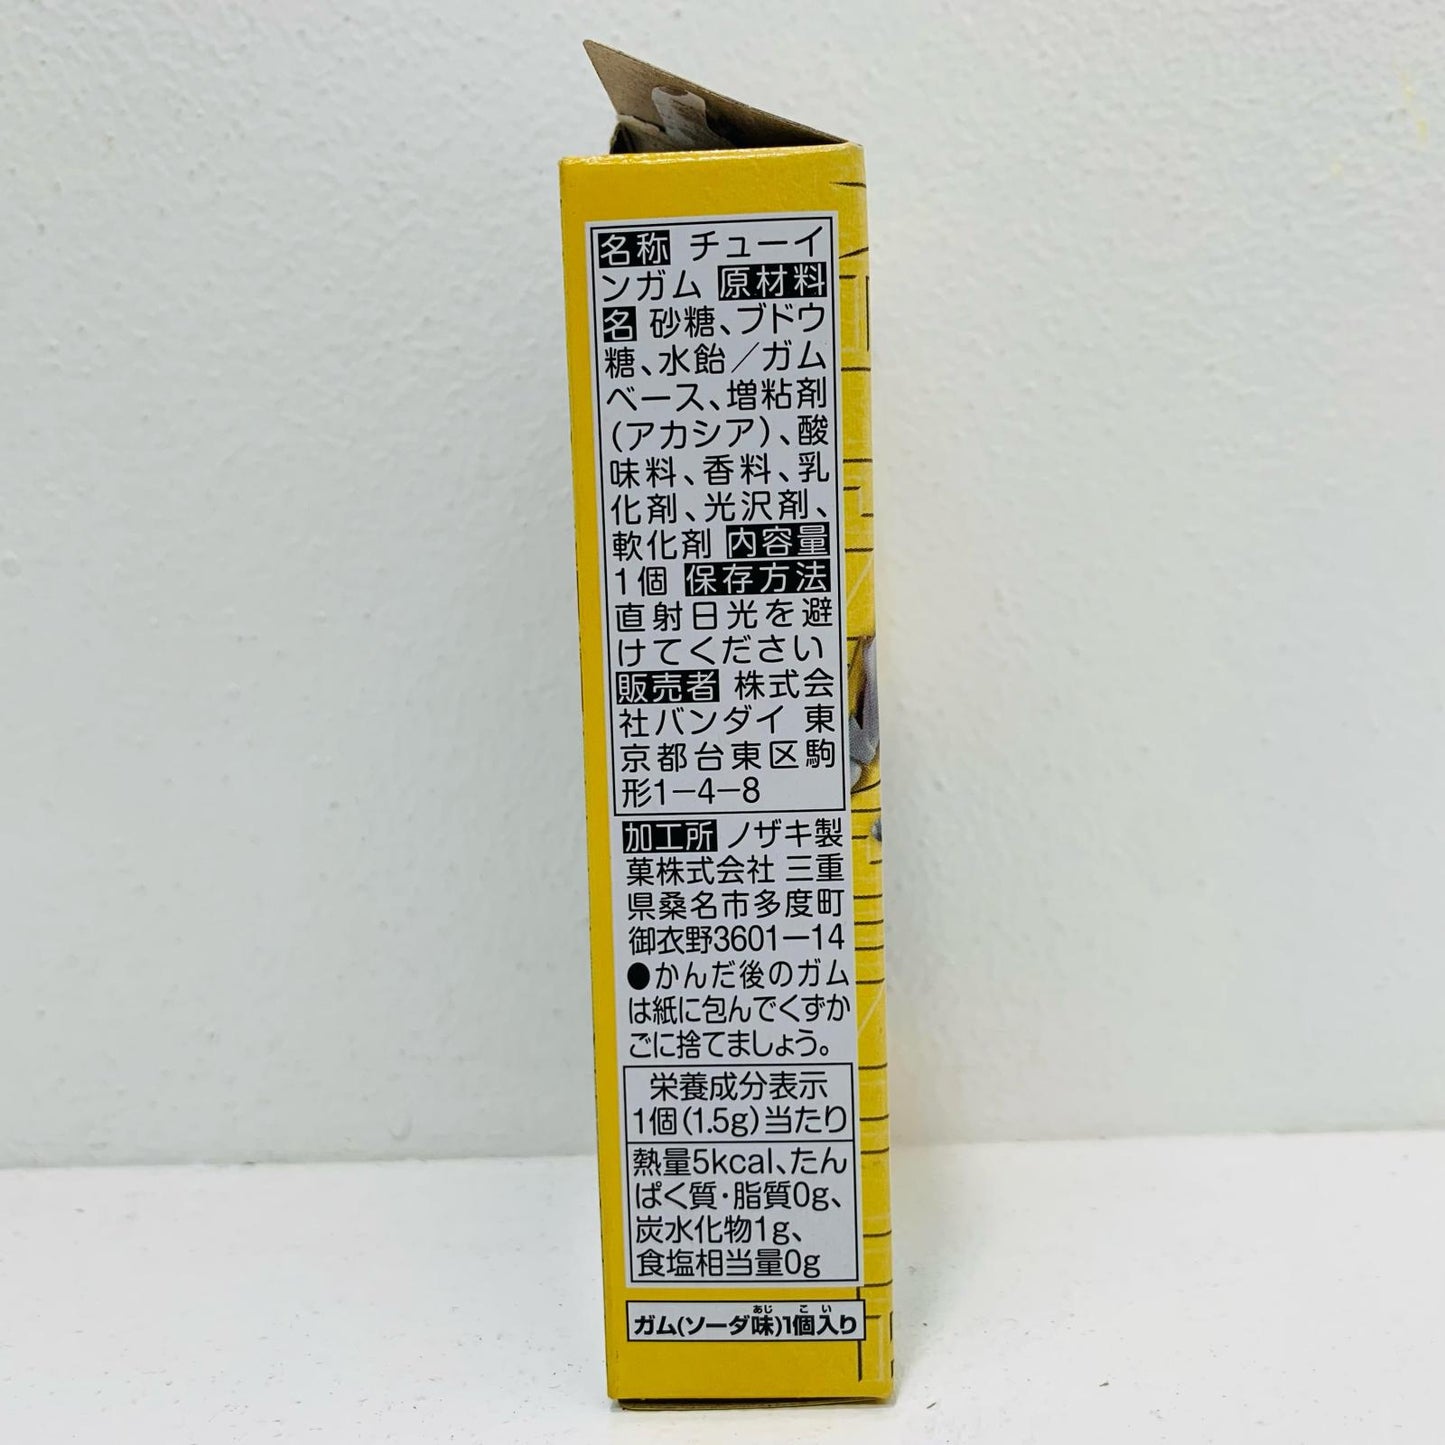 名称 チューイ
ンガム 原材料
名 砂糖、ブドウ
糖、水飴／ガム
ベース、増粘剤
(アカシア)、酸
味料、香料、乳
化剤、光沢剤、
軟化剤 内容量
1個 保存方法
直射日光を避
けてください
販売者 株式会
社バンダイ 東
京都台東区駒
形1－4－8
加工所 ノザキ製
菓株式会社 三重
県桑名市多度町
御衣野3601－14
●かんだ後のガム
は紙に包んでくずか
ごに捨てましょう。
栄養成分表示
1個(1.5g)当たり
熱量5kcal、たん
ぱく質・脂質0g、
炭水化物1g、
食塩相当量0g
あじ こ い
ガム(ソーダ味)1個入り